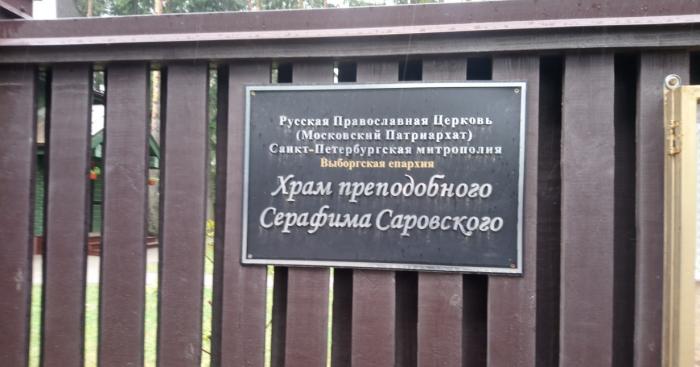 Русская Православная Церковь
(Московский Патриархат)
Санкт-Петербургская митрополия
Выборгская епархия
Храм преподобного
Серафима Саровского